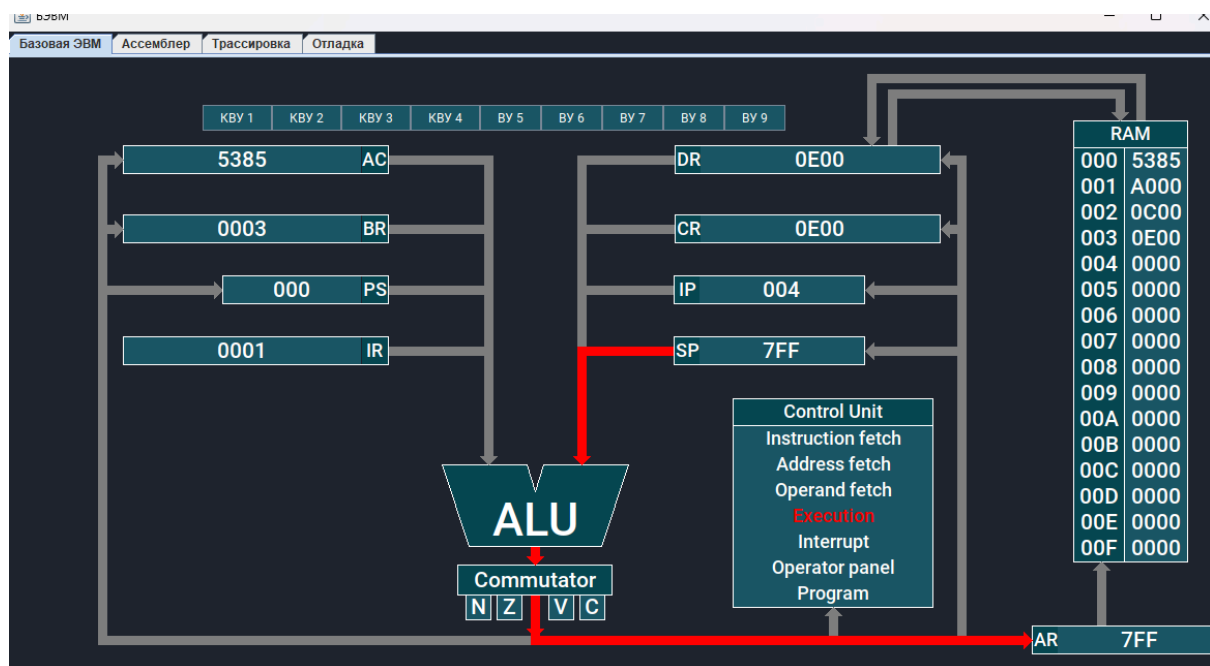 БЭВМ
Базовая ЭВМ Ассемблер Трассировка Отладка
КВУ 1 КВУ 2 КВУ 3 КВУ 4 ВУ 5 ВУ 6 ВУ 7 ВУ 8 ВУ 9
5385 AC
0003 BR
000 PS
0001 IR
DR 0E00
CR 0E00
IP 004
SP 7FF
ALU
Commutator
N Z V C
Control Unit
Instruction fetch
Address fetch
Operand fetch
Execution
Interrupt
Operator panel
Program
RAM
000 5385
001 A000
002 0C00
003 0E00
004 0000
005 0000
006 0000
007 0000
008 0000
009 0000
00A 0000
00B 0000
00C 0000
00D 0000
00E 0000
00F 0000
AR 7FF